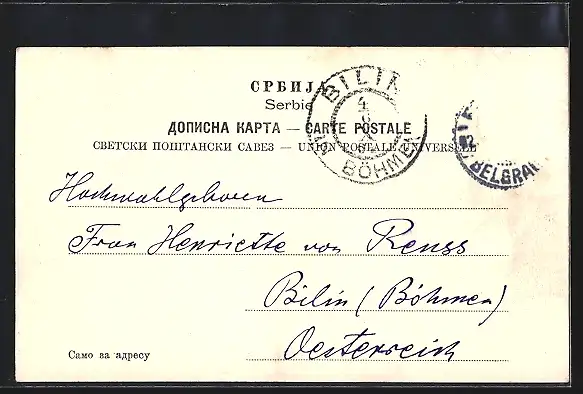 СРБИЈА
Serbie
ДОПИСНА КАРТА — CARTE POSTALE
СВЕТСКИ ПОШТАНСКИ САВЕЗ — UNION POSTALE UNIVERSELLE
BILIN
BÖHMEN
BELGRA
Hochwohlgeboren
Frau Henriette von Reuss
Bilin (Böhmen)
Oesterreich
Само за адресу